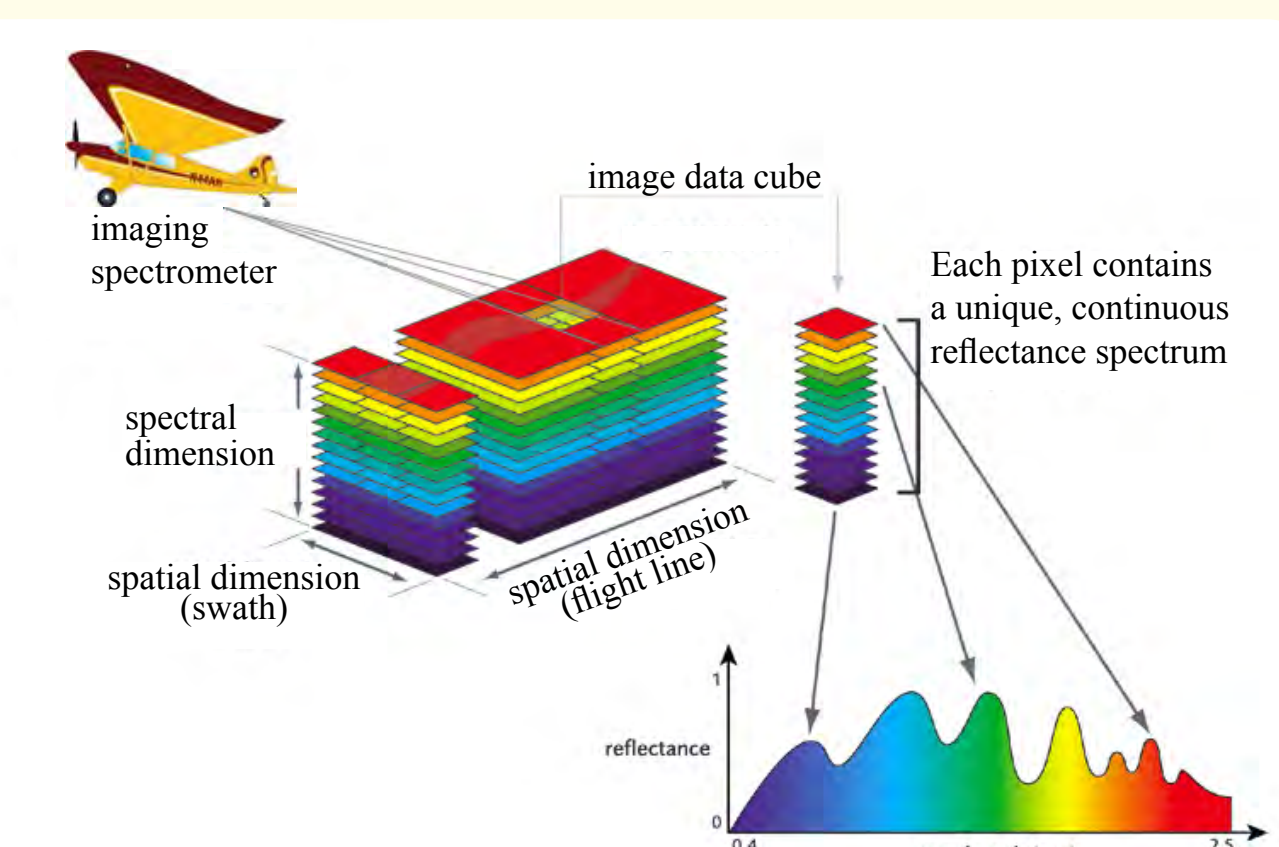 image data cube
imaging
spectrometer
Each pixel contains
a unique, continuous
reflectance spectrum
spectral
dimension
spatial dimension
(swath)
spatial dimension
(flight line)
1
reflectance
0
0.4
2.5